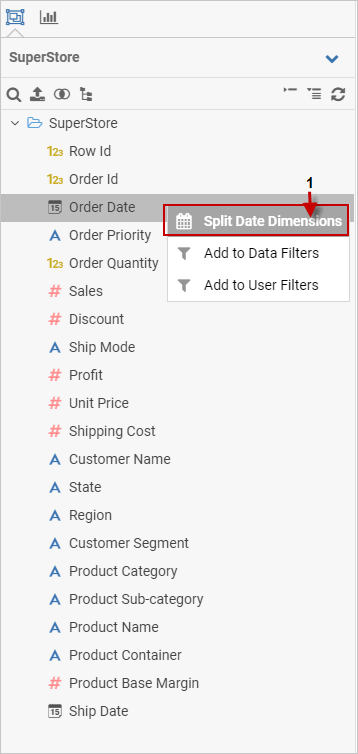 SuperStore
SuperStore
123 Row Id
123 Order Id
15 Order Date
1
Split Date Dimensions
A Order Priority
Add to Data Filters
123 Order Quantity
Add to User Filters
# Sales
# Discount
A Ship Mode
# Profit
# Unit Price
# Shipping Cost
A Customer Name
A State
A Region
A Customer Segment
A Product Category
A Product Sub-category
A Product Name
A Product Container
# Product Base Margin
15 Ship Date